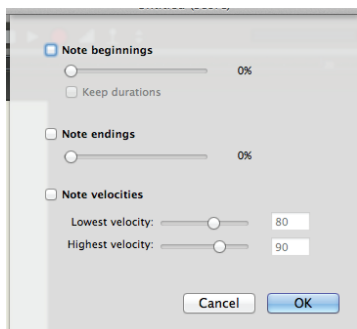 Note beginnings
0%
Keep durations
Note endings
0%
Note velocities
Lowest velocity: 80
Highest velocity: 90
Cancel OK